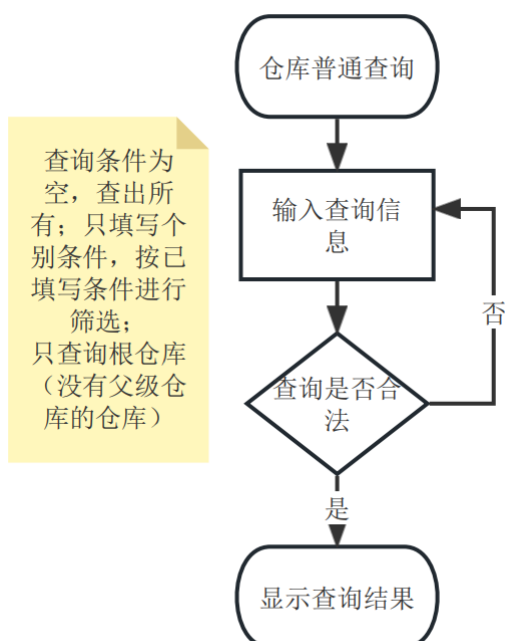 仓库普通查询
查询条件为
空，查出所
有；只填写个
别条件，按已
填写条件进行
筛选；
只查询根仓库
（没有父级仓
库的仓库）
输入查询信
息
否
查询是否合
法
是
显示查询结果